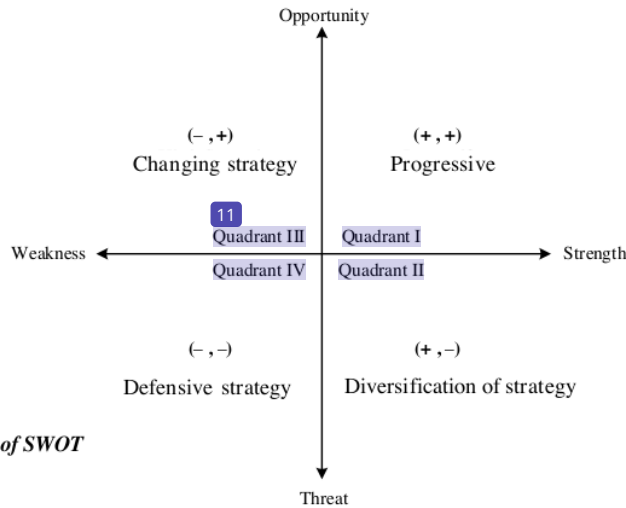 Opportunity
(– , +) (+ , +)
Changing strategy Progressive
11
Quadrant III Quadrant I
Weakness Strength
Quadrant IV Quadrant II
(– , –) (+ , –)
Defensive strategy Diversification of strategy
of SWOT
Threat